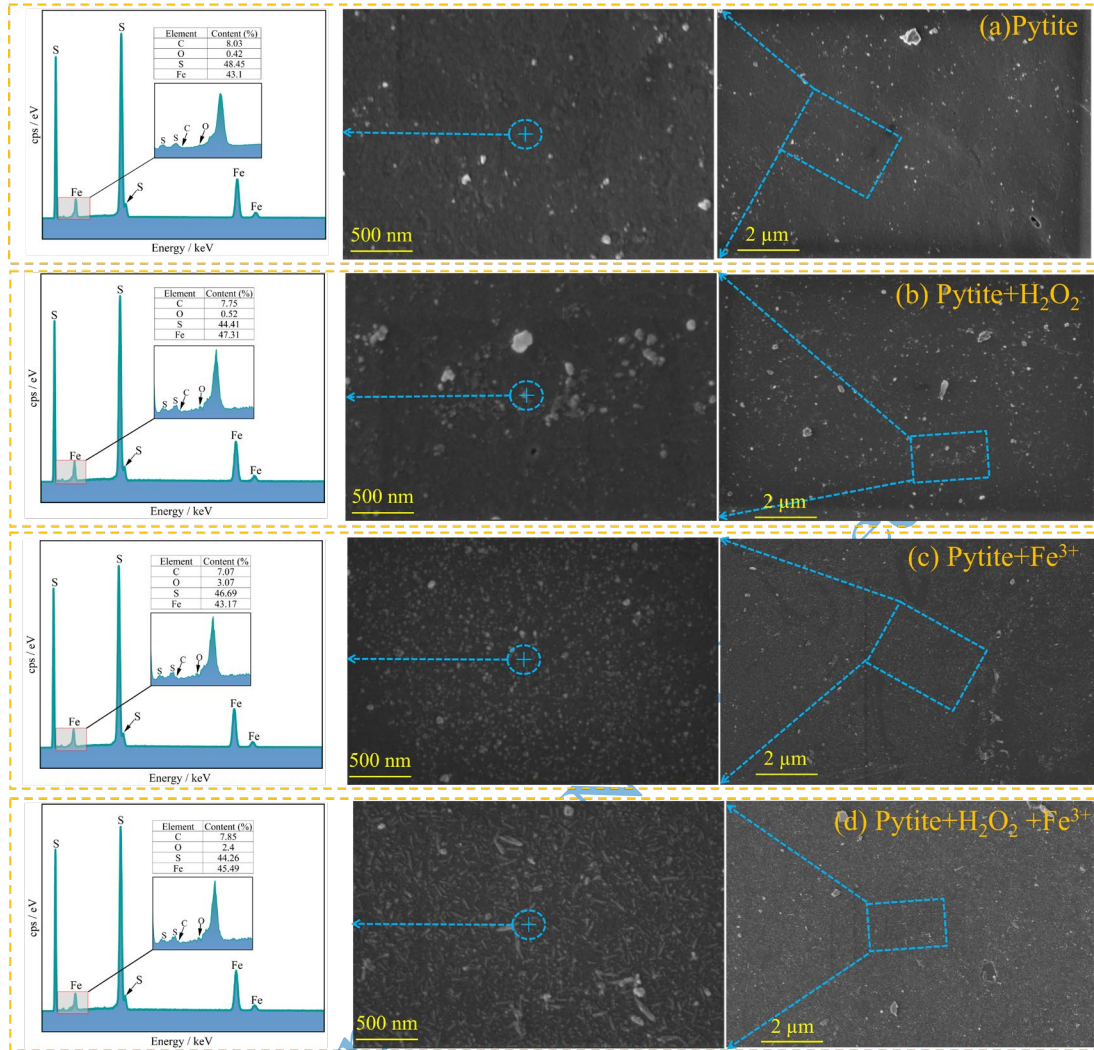 (a)Pytite
S
S
Element Content (%)
C 8.03
O 0.42
S 48.45
Fe 43.1
S S C O
Fe
S
Fe
Fe
cps / eV
Energy / keV
500 nm
2 µm
(b) Pytite+H₂O₂
S
S
Element Content (%)
C 7.75
O 0.52
S 44.41
Fe 47.31
S S C O
Fe
S
Fe
Fe
cps / eV
Energy / keV
500 nm
2 µm
(c) Pytite+Fe³⁺
S
S
Element Content (%
C 7.07
O 3.07
S 46.69
Fe 43.17
S S C O
Fe
S
Fe
Fe
cps / eV
Energy / keV
500 nm
2 µm
(d) Pytite+H₂O₂ +Fe³⁺
S
S
Element Content (%)
C 7.85
O 2.4
S 44.26
Fe 45.49
S S C O
Fe
S
Fe
Fe
cps / eV
Energy / keV
500 nm
2 µm